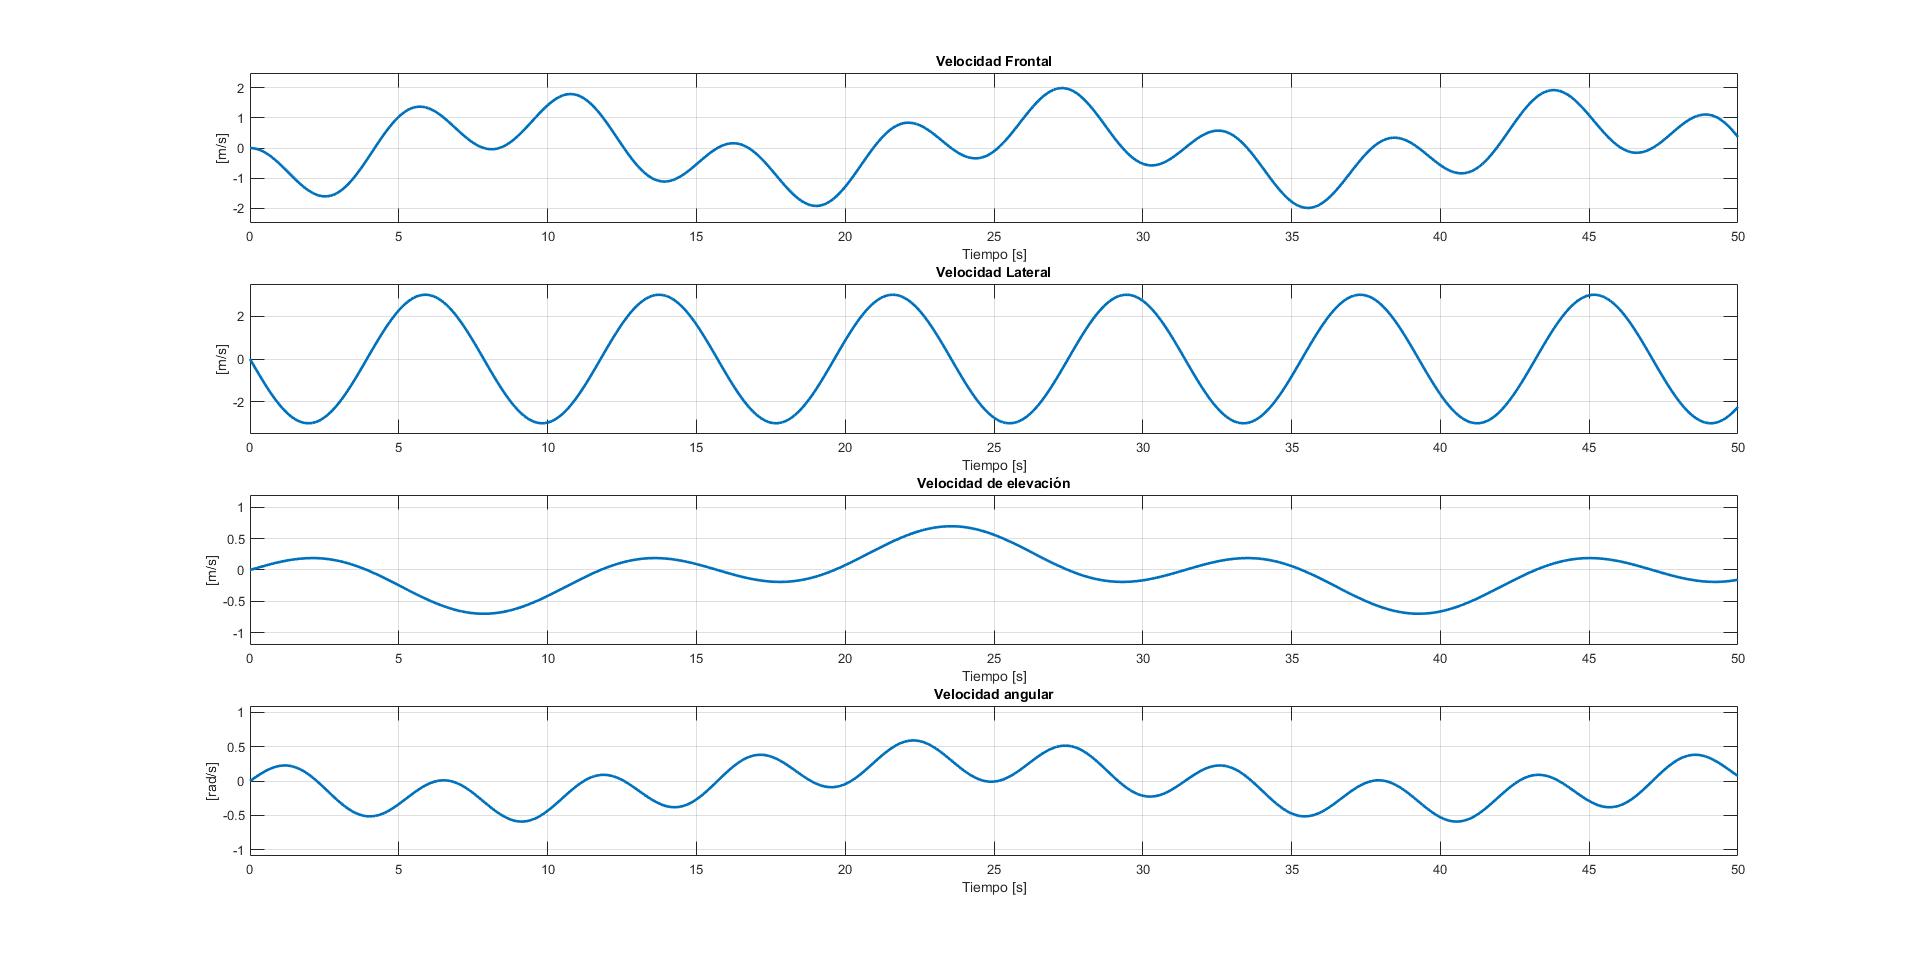 Velocidad Frontal
[m/s]
2
1
0
-1
-2
0 5 10 15 20 25 30 35 40 45 50
Tiempo [s]
Velocidad Lateral
[m/s]
2
0
-2
0 5 10 15 20 25 30 35 40 45 50
Tiempo [s]
Velocidad de elevación
[m/s]
1
0.5
0
-0.5
-1
0 5 10 15 20 25 30 35 40 45 50
Tiempo [s]
Velocidad angular
[rad/s]
1
0.5
0
-0.5
-1
0 5 10 15 20 25 30 35 40 45 50
Tiempo [s]